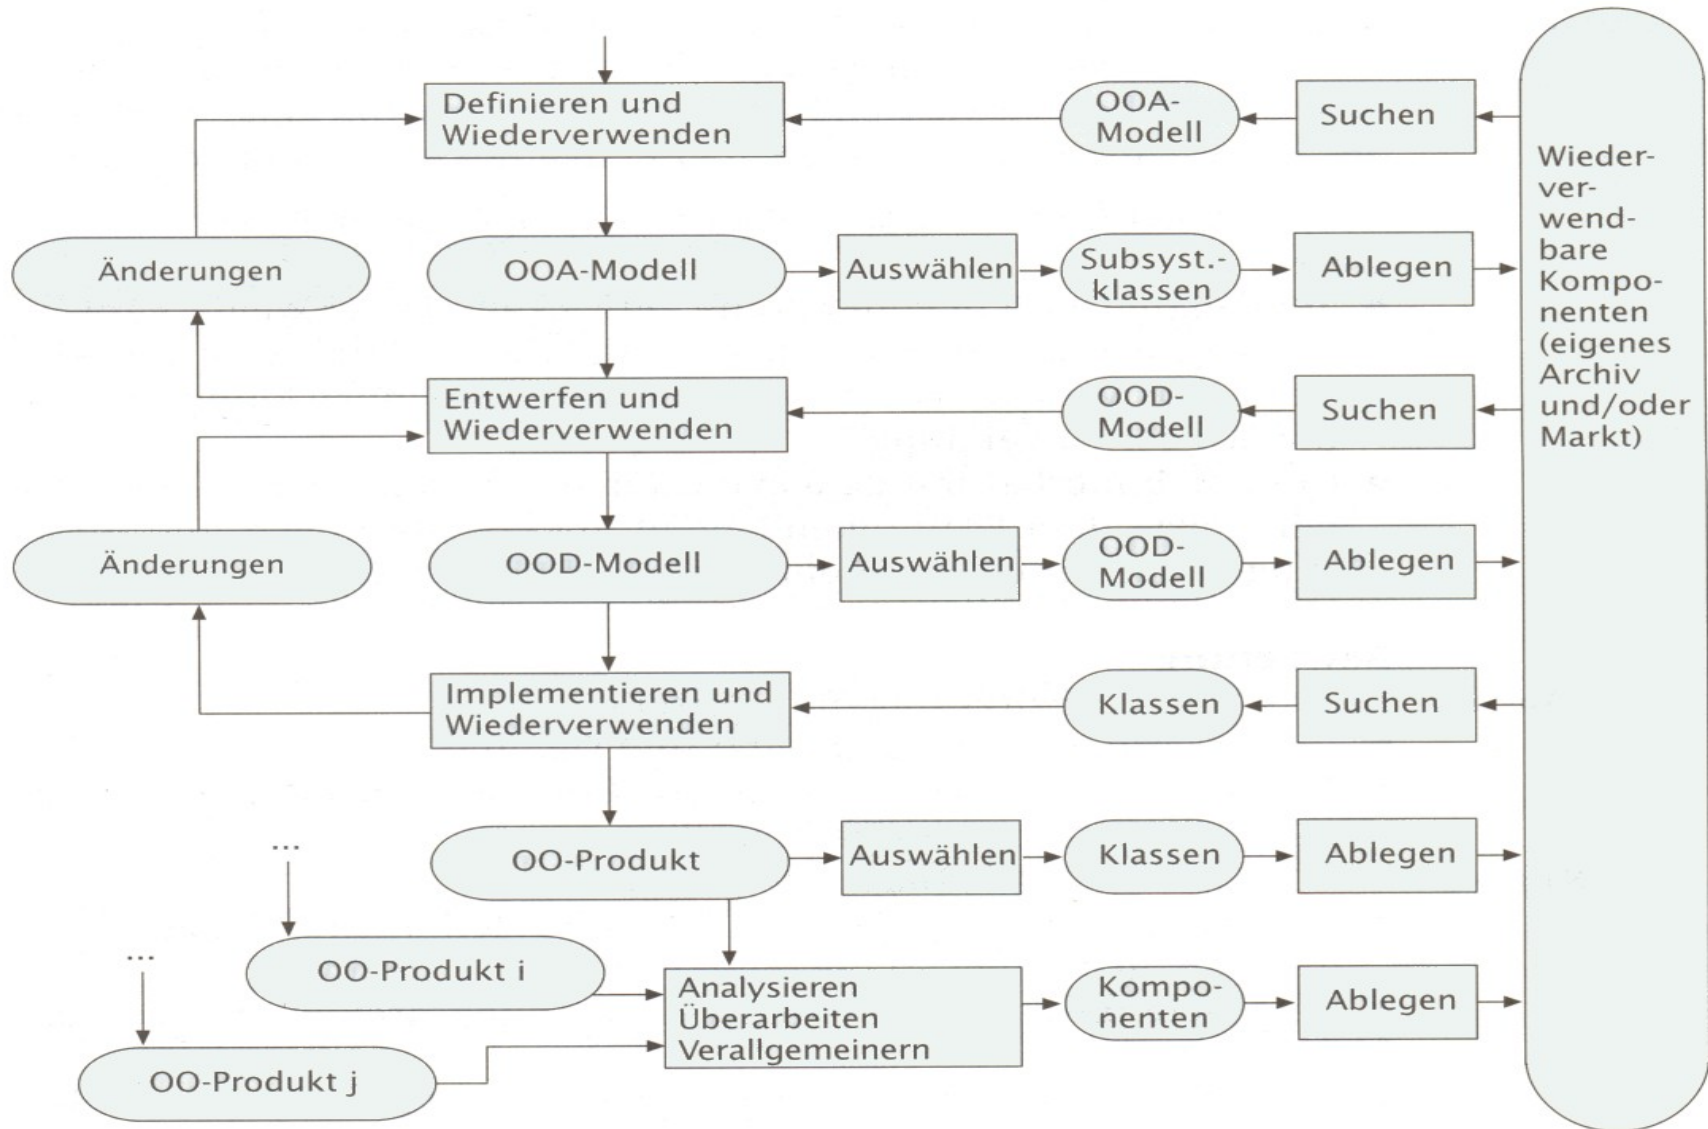 Definieren und
Wiederverwenden
OOA-
Modell
Suchen
Wieder-
ver-
wend-
bare
Kompo-
nenten
(eigenes
Archiv
und/oder
Markt)
Änderungen
OOA-Modell
Auswählen
Subsyst.-
klassen
Ablegen
Entwerfen und
Wiederverwenden
OOD-
Modell
Suchen
Änderungen
OOD-Modell
Auswählen
OOD-
Modell
Ablegen
Implementieren und
Wiederverwenden
Klassen
Suchen
OO-Produkt
Auswählen
Klassen
Ablegen
...
OO-Produkt i
...
OO-Produkt j
Analysieren
Überarbeiten
Verallgemeinern
Kompo-
nenten
Ablegen